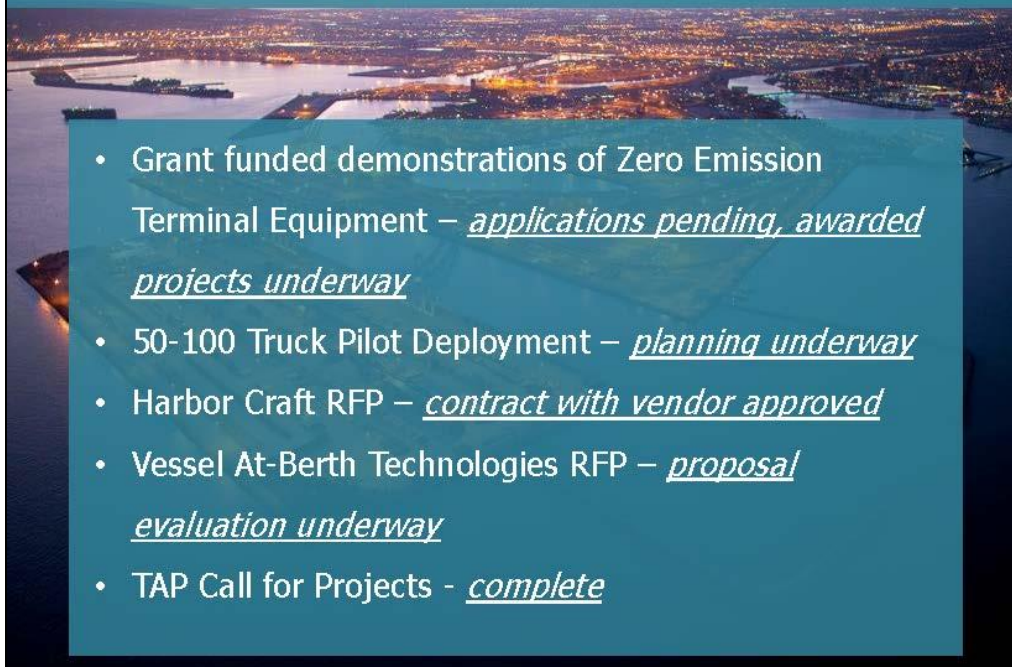 • Grant funded demonstrations of Zero Emission
Terminal Equipment – applications pending, awarded
projects underway
• 50-100 Truck Pilot Deployment – planning underway
• Harbor Craft RFP – contract with vendor approved
• Vessel At-Berth Technologies RFP – proposal
evaluation underway
• TAP Call for Projects - complete